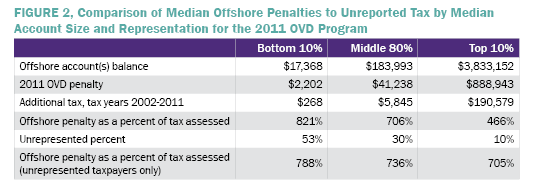 FIGURE 2, Comparison of Median Offshore Penalties to Unreported Tax by Median
Account Size and Representation for the 2011 OVD Program
Bottom 10% Middle 80% Top 10%
Offshore account(s) balance $17,368 $183,993 $3,833,152
2011 OVD penalty $2,202 $41,238 $888,943
Additional tax, tax years 2002-2011 $268 $5,845 $190,579
Offshore penalty as a percent of tax assessed 821% 706% 466%
Unrepresented percent 53% 30% 10%
Offshore penalty as a percent of tax assessed
(unrepresented taxpayers only) 788% 736% 705%